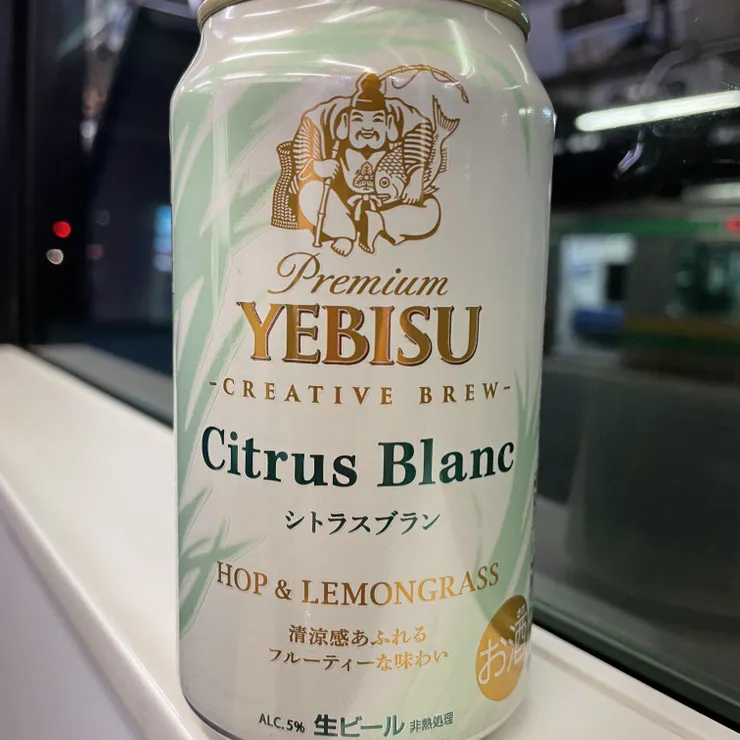 Premium
YEBISU
-CREATIVE BREW-
Citrus Blanc
シトラスブラン
HOP & LEMONGRASS
清涼感あふれる
フルーティーな味わい
お酒
ALC.5% 生ビール 非熱処理